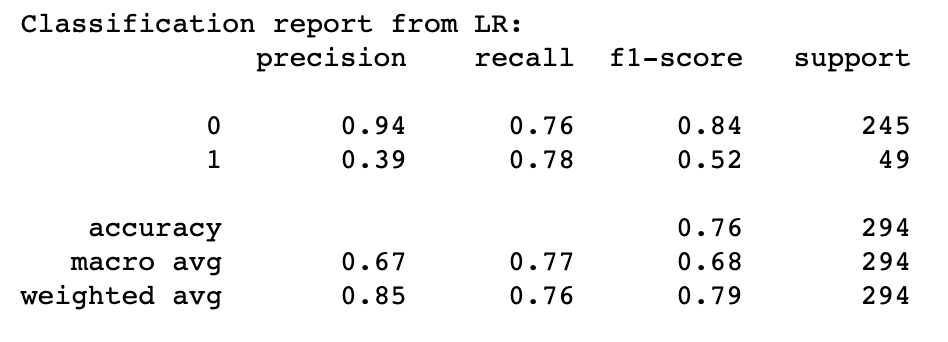 Classification report from LR:
precision recall f1-score support
0 0.94 0.76 0.84 245
1 0.39 0.78 0.52 49
accuracy 0.76 294
macro avg 0.67 0.77 0.68 294
weighted avg 0.85 0.76 0.79 294